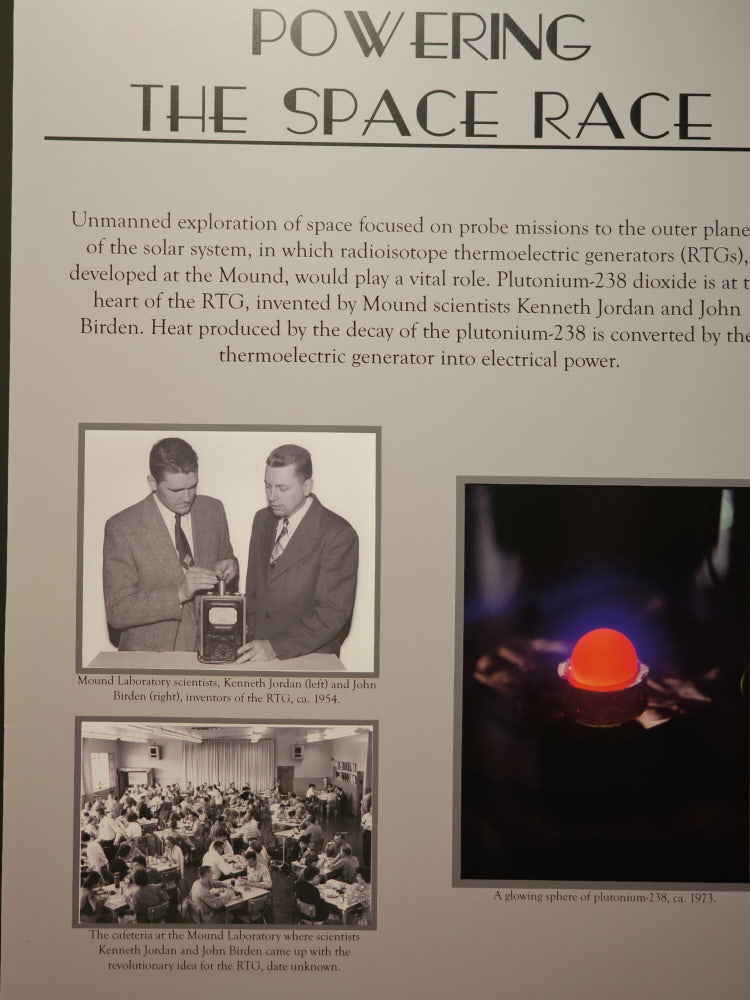 POWERING
THE SPACE RACE
Unmanned exploration of space focused on probe missions to the outer plane
of the solar system, in which radioisotope thermoelectric generators (RTGs),
developed at the Mound, would play a vital role. Plutonium-238 dioxide is at t
heart of the RTG, invented by Mound scientists Kenneth Jordan and John
Birden. Heat produced by the decay of the plutonium-238 is converted by the
thermoelectric generator into electrical power.
Mound Laboratory scientists, Kenneth Jordan (left) and John
Birden (right), inventors of the RTG, ca. 1954.
A glowing sphere of plutonium-238, ca. 1973.
The cafeteria at the Mound Laboratory where scientists
Kenneth Jordan and John Birden came up with the
revolutionary idea for the RTG, date unknown.